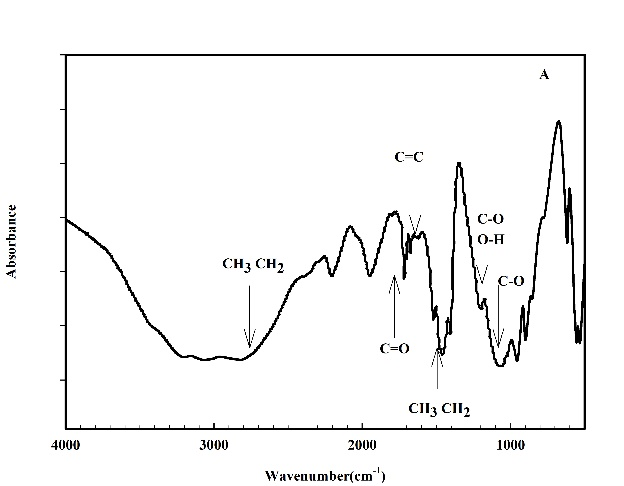 A
C=C
C-O
O-H
CH3 CH2
C-O
C=O
CH3 CH2
Absorbance
4000 3000 2000 1000
Wavenumber(cm-1)